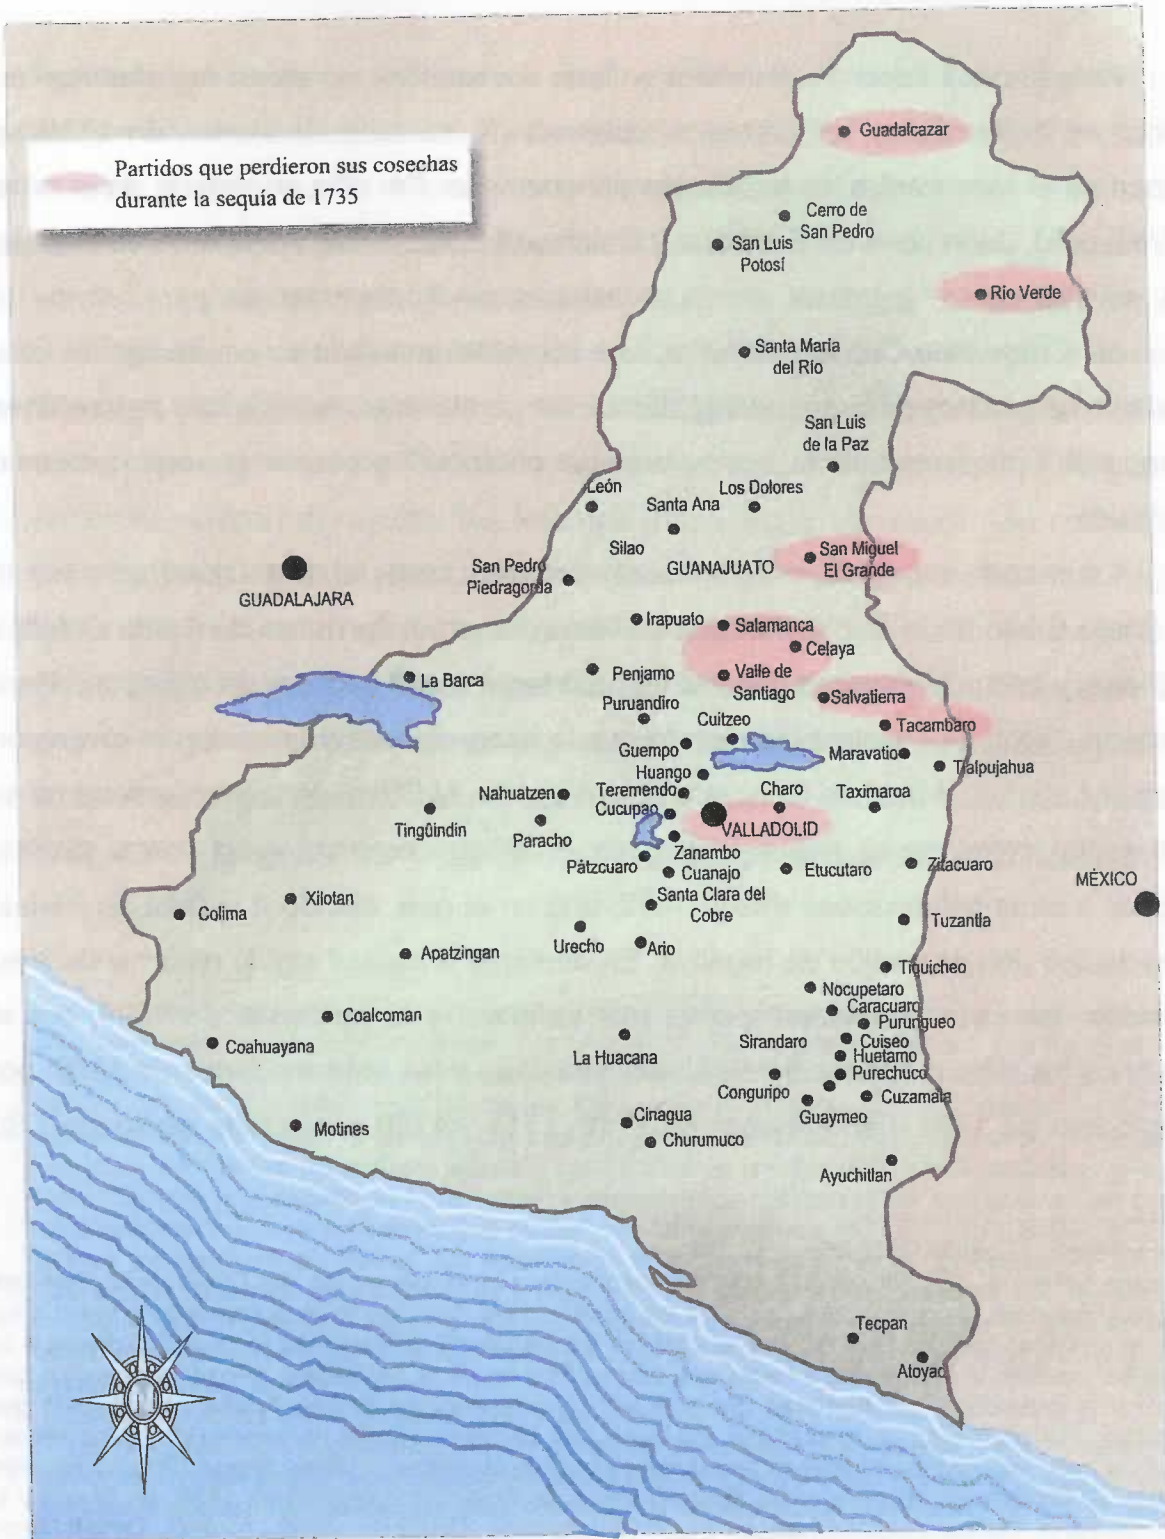 Partidos que perdieron sus cosechas
durante la sequía de 1735
Guadalcazar
Cerro de
San Pedro
San Luis
Potosí
Rio Verde
Santa Maria
del Rio
San Luis
de la Paz
León
Santa Ana
Los Dolores
Silao
GUANAJUATO
San Miguel
El Grande
GUADALAJARA
San Pedro
Piedragorda
Irapuato
Salamanca
Celaya
La Barca
Penjamo
Valle de
Santiago
Salvatierra
Puruandiro
Cuitzeo
Tacambaro
Guempo
Maravatio
Tlalpujahua
Huango
Nahuatzen
Teremendo
Charo
Taximaroa
Cucupao
Tingüindin
Paracho
VALLADOLID
Zanambo
Pátzcuaro
Cuanajo
Etucutaro
Zitacuaro
MÉXICO
Xilotan
Santa Clara del
Cobre
Colima
Tuzantla
Urecho
Ario
Apatzingan
Tiquicheo
Nocupetaro
Caracuaro
Coalcoman
Purungueo
Coahuayana
La Huacana
Sirandaro
Cuiseo
Huetamo
Purechuco
Conguripo
Guaymeo
Cuzamala
Motines
Cinagua
Churumuco
Ayuchitlan
Tecpan
Atoyac